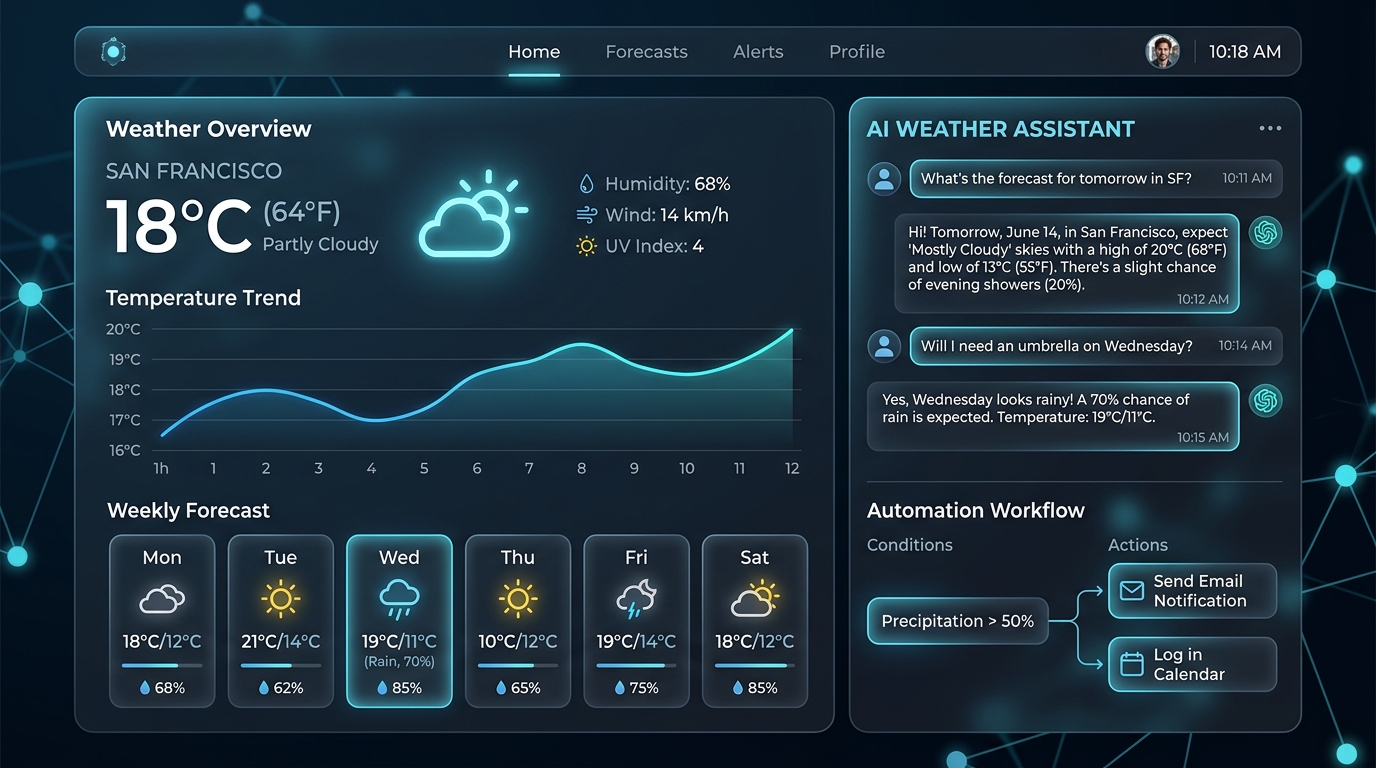 Home Forecasts Alerts Profile 10:18 AM
Weather Overview
SAN FRANCISCO
18°C (64°F)
Partly Cloudy
Humidity: 68%
Wind: 14 km/h
UV Index: 4
Temperature Trend
20°C
19°C
18°C
17°C
16°C
1h 1 2 3 4 5 6 7 8 9 10 11 12
Weekly Forecast
Mon Tue Wed Thu Fri Sat
18°C/12°C 21°C/14°C 19°C/11°C 10°C/12°C 19°C/14°C 18°C/12°C
(Rain, 70%)
68% 62% 85% 65% 75% 85%
AI WEATHER ASSISTANT
What's the forecast for tomorrow in SF? 10:11 AM
Hi! Tomorrow, June 14, in San Francisco, expect
'Mostly Cloudy' skies with a high of 20°C (68°F)
and low of 13°C (55°F). There's a slight chance
of evening showers (20%).
10:12 AM
Will I need an umbrella on Wednesday? 10:14 AM
Yes, Wednesday looks rainy! A 70% chance of
rain is expected. Temperature: 19°C/11°C.
10:15 AM
Automation Workflow
Conditions Actions
Precipitation > 50%
Send Email
Notification
Log in
Calendar